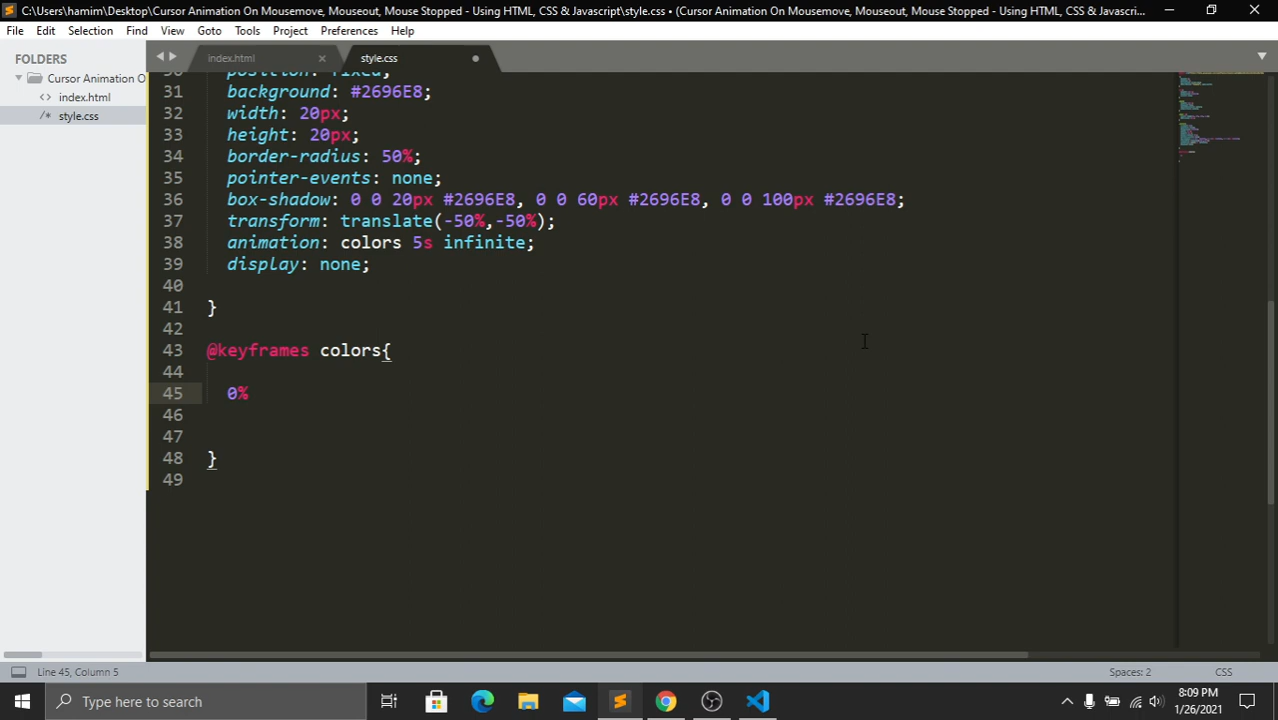 C:\Users\hamim\Desktop\Cursor Animation On Mousemove, Mouseout, Mouse Stopped - Using HTML, CSS & Javascript\style.css • (Cursor Animation On Mousemove, Mouseout, Mouse Stopped - Using HTML, CSS & Javascript) ...
File Edit Selection Find View Goto Tools Project Preferences Help
FOLDERS
Cursor Animation O
index.html
style.css
index.html
style.css
31 background: #2696E8;
32 width: 20px;
33 height: 20px;
34 border-radius: 50%;
35 pointer-events: none;
36 box-shadow: 0 0 20px #2696E8, 0 0 60px #2696E8, 0 0 100px #2696E8;
37 transform: translate(-50%,-50%);
38 animation: colors 5s infinite;
39 display: none;
40
41 }
42
43 @keyframes colors{
44
45 0%
46
47
48 }
49
Line 45, Column 5
Spaces: 2
CSS
Type here to search
8:09 PM
1/26/2021